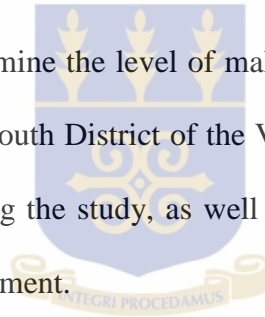 mine the level of mal
outh District of the V
g the study, as well
ment.
INTEGRI PROCEDAMUS